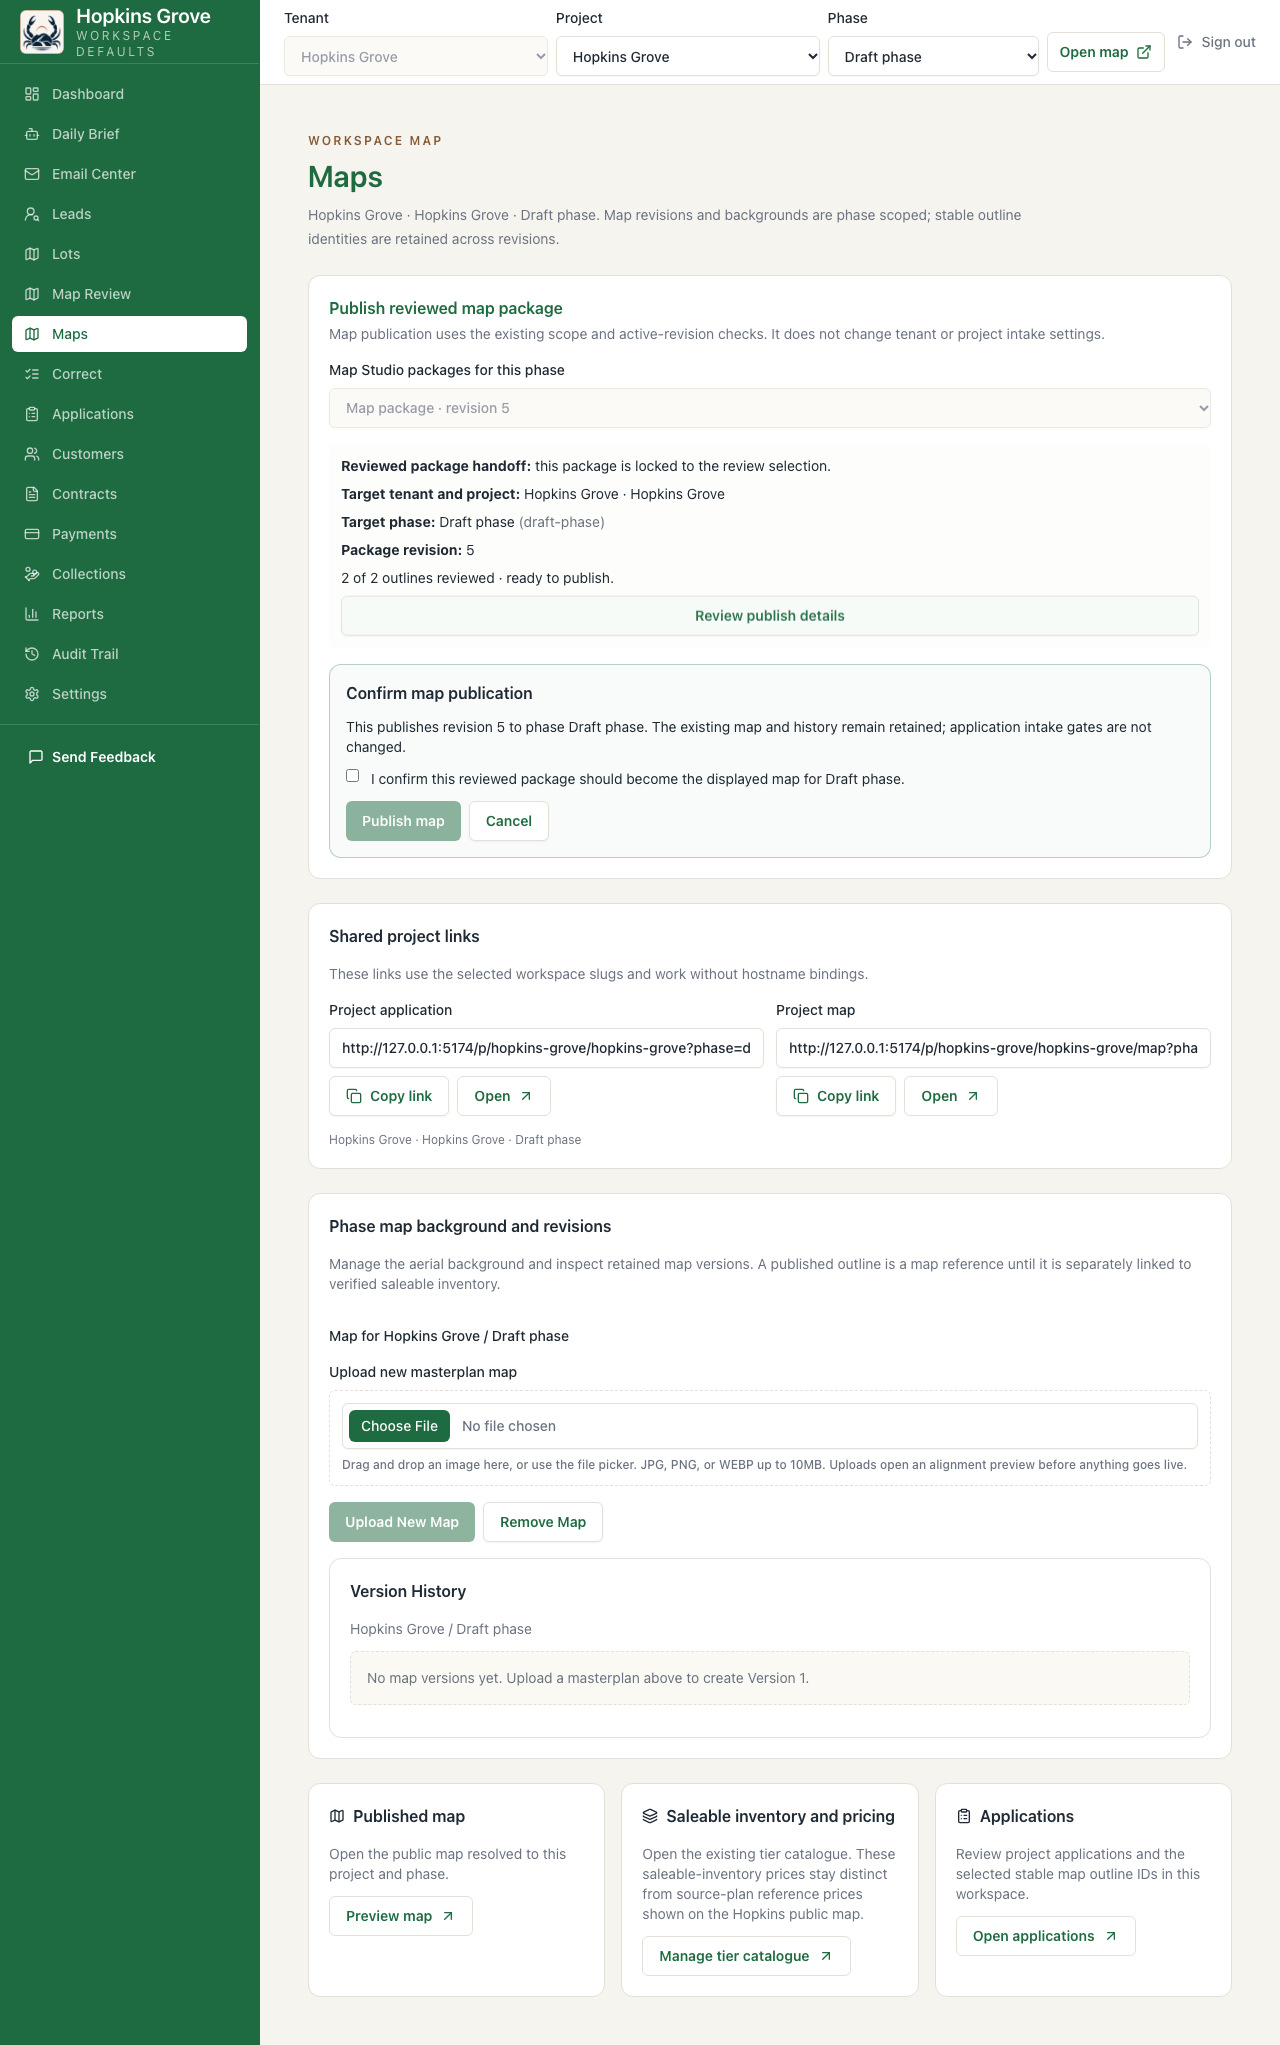 Hopkins Grove
WORKSPACE
DEFAULTS
Dashboard
Daily Brief
Email Center
Leads
Lots
Map Review
Maps
Correct
Applications
Customers
Contracts
Payments
Collections
Reports
Audit Trail
Settings
Send Feedback
Tenant
Hopkins Grove
Project
Hopkins Grove
Phase
Draft phase
Open map
Sign out
WORKSPACE MAP
Maps
Hopkins Grove · Hopkins Grove · Draft phase. Map revisions and backgrounds are phase scoped; stable outline
identities are retained across revisions.
Publish reviewed map package
Map publication uses the existing scope and active-revision checks. It does not change tenant or project intake settings.
Map Studio packages for this phase
Map package · revision 5
Reviewed package handoff: this package is locked to the review selection.
Target tenant and project: Hopkins Grove · Hopkins Grove
Target phase: Draft phase (draft-phase)
Package revision: 5
2 of 2 outlines reviewed · ready to publish.
Review publish details
Confirm map publication
This publishes revision 5 to phase Draft phase. The existing map and history remain retained; application intake gates are not
changed.
I confirm this reviewed package should become the displayed map for Draft phase.
Publish map
Cancel
Shared project links
These links use the selected workspace slugs and work without hostname bindings.
Project application
http://127.0.0.1:5174/p/hopkins-grove/hopkins-grove?phase=d
Copy link
Open
Project map
http://127.0.0.1:5174/p/hopkins-grove/hopkins-grove/map?pha
Copy link
Open
Hopkins Grove · Hopkins Grove · Draft phase
Phase map background and revisions
Manage the aerial background and inspect retained map versions. A published outline is a map reference until it is separately linked to
verified saleable inventory.
Map for Hopkins Grove / Draft phase
Upload new masterplan map
Choose File
No file chosen
Drag and drop an image here, or use the file picker. JPG, PNG, or WEBP up to 10MB. Uploads open an alignment preview before anything goes live.
Upload New Map
Remove Map
Version History
Hopkins Grove / Draft phase
No map versions yet. Upload a masterplan above to create Version 1.
Published map
Open the public map resolved to this
project and phase.
Preview map
Saleable inventory and pricing
Open the existing tier catalogue. These
saleable-inventory prices stay distinct
from source-plan reference prices
shown on the Hopkins public map.
Manage tier catalogue
Applications
Review project applications and the
selected stable map outline IDs in this
workspace.
Open applications